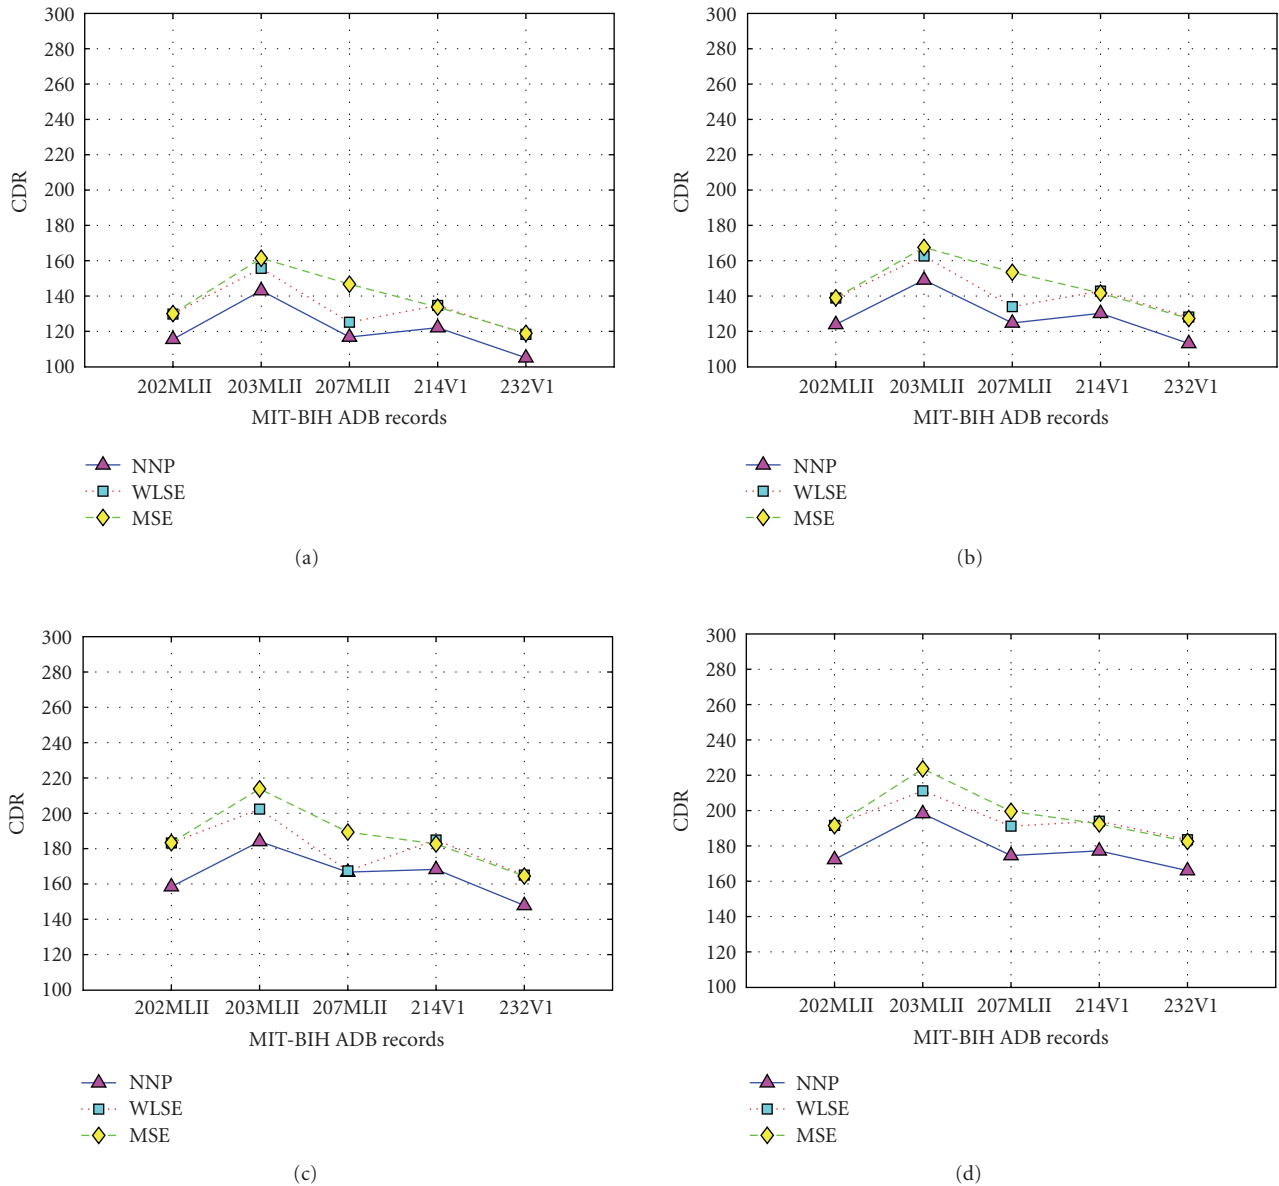 300
280
260
240
220
200
180
160
140
120
100
CDR
202MLII 203MLII 207MLII 214V1 232V1
MIT-BIH ADB records
NNP
WLSE
MSE
(a)
300
280
260
240
220
200
180
160
140
120
100
CDR
202MLII 203MLII 207MLII 214V1 232V1
MIT-BIH ADB records
NNP
WLSE
MSE
(b)
300
280
260
240
220
200
180
160
140
120
100
CDR
202MLII 203MLII 207MLII 214V1 232V1
MIT-BIH ADB records
NNP
WLSE
MSE
(c)
300
280
260
240
220
200
180
160
140
120
100
CDR
202MLII 203MLII 207MLII 214V1 232V1
MIT-BIH ADB records
NNP
WLSE
MSE
(d)